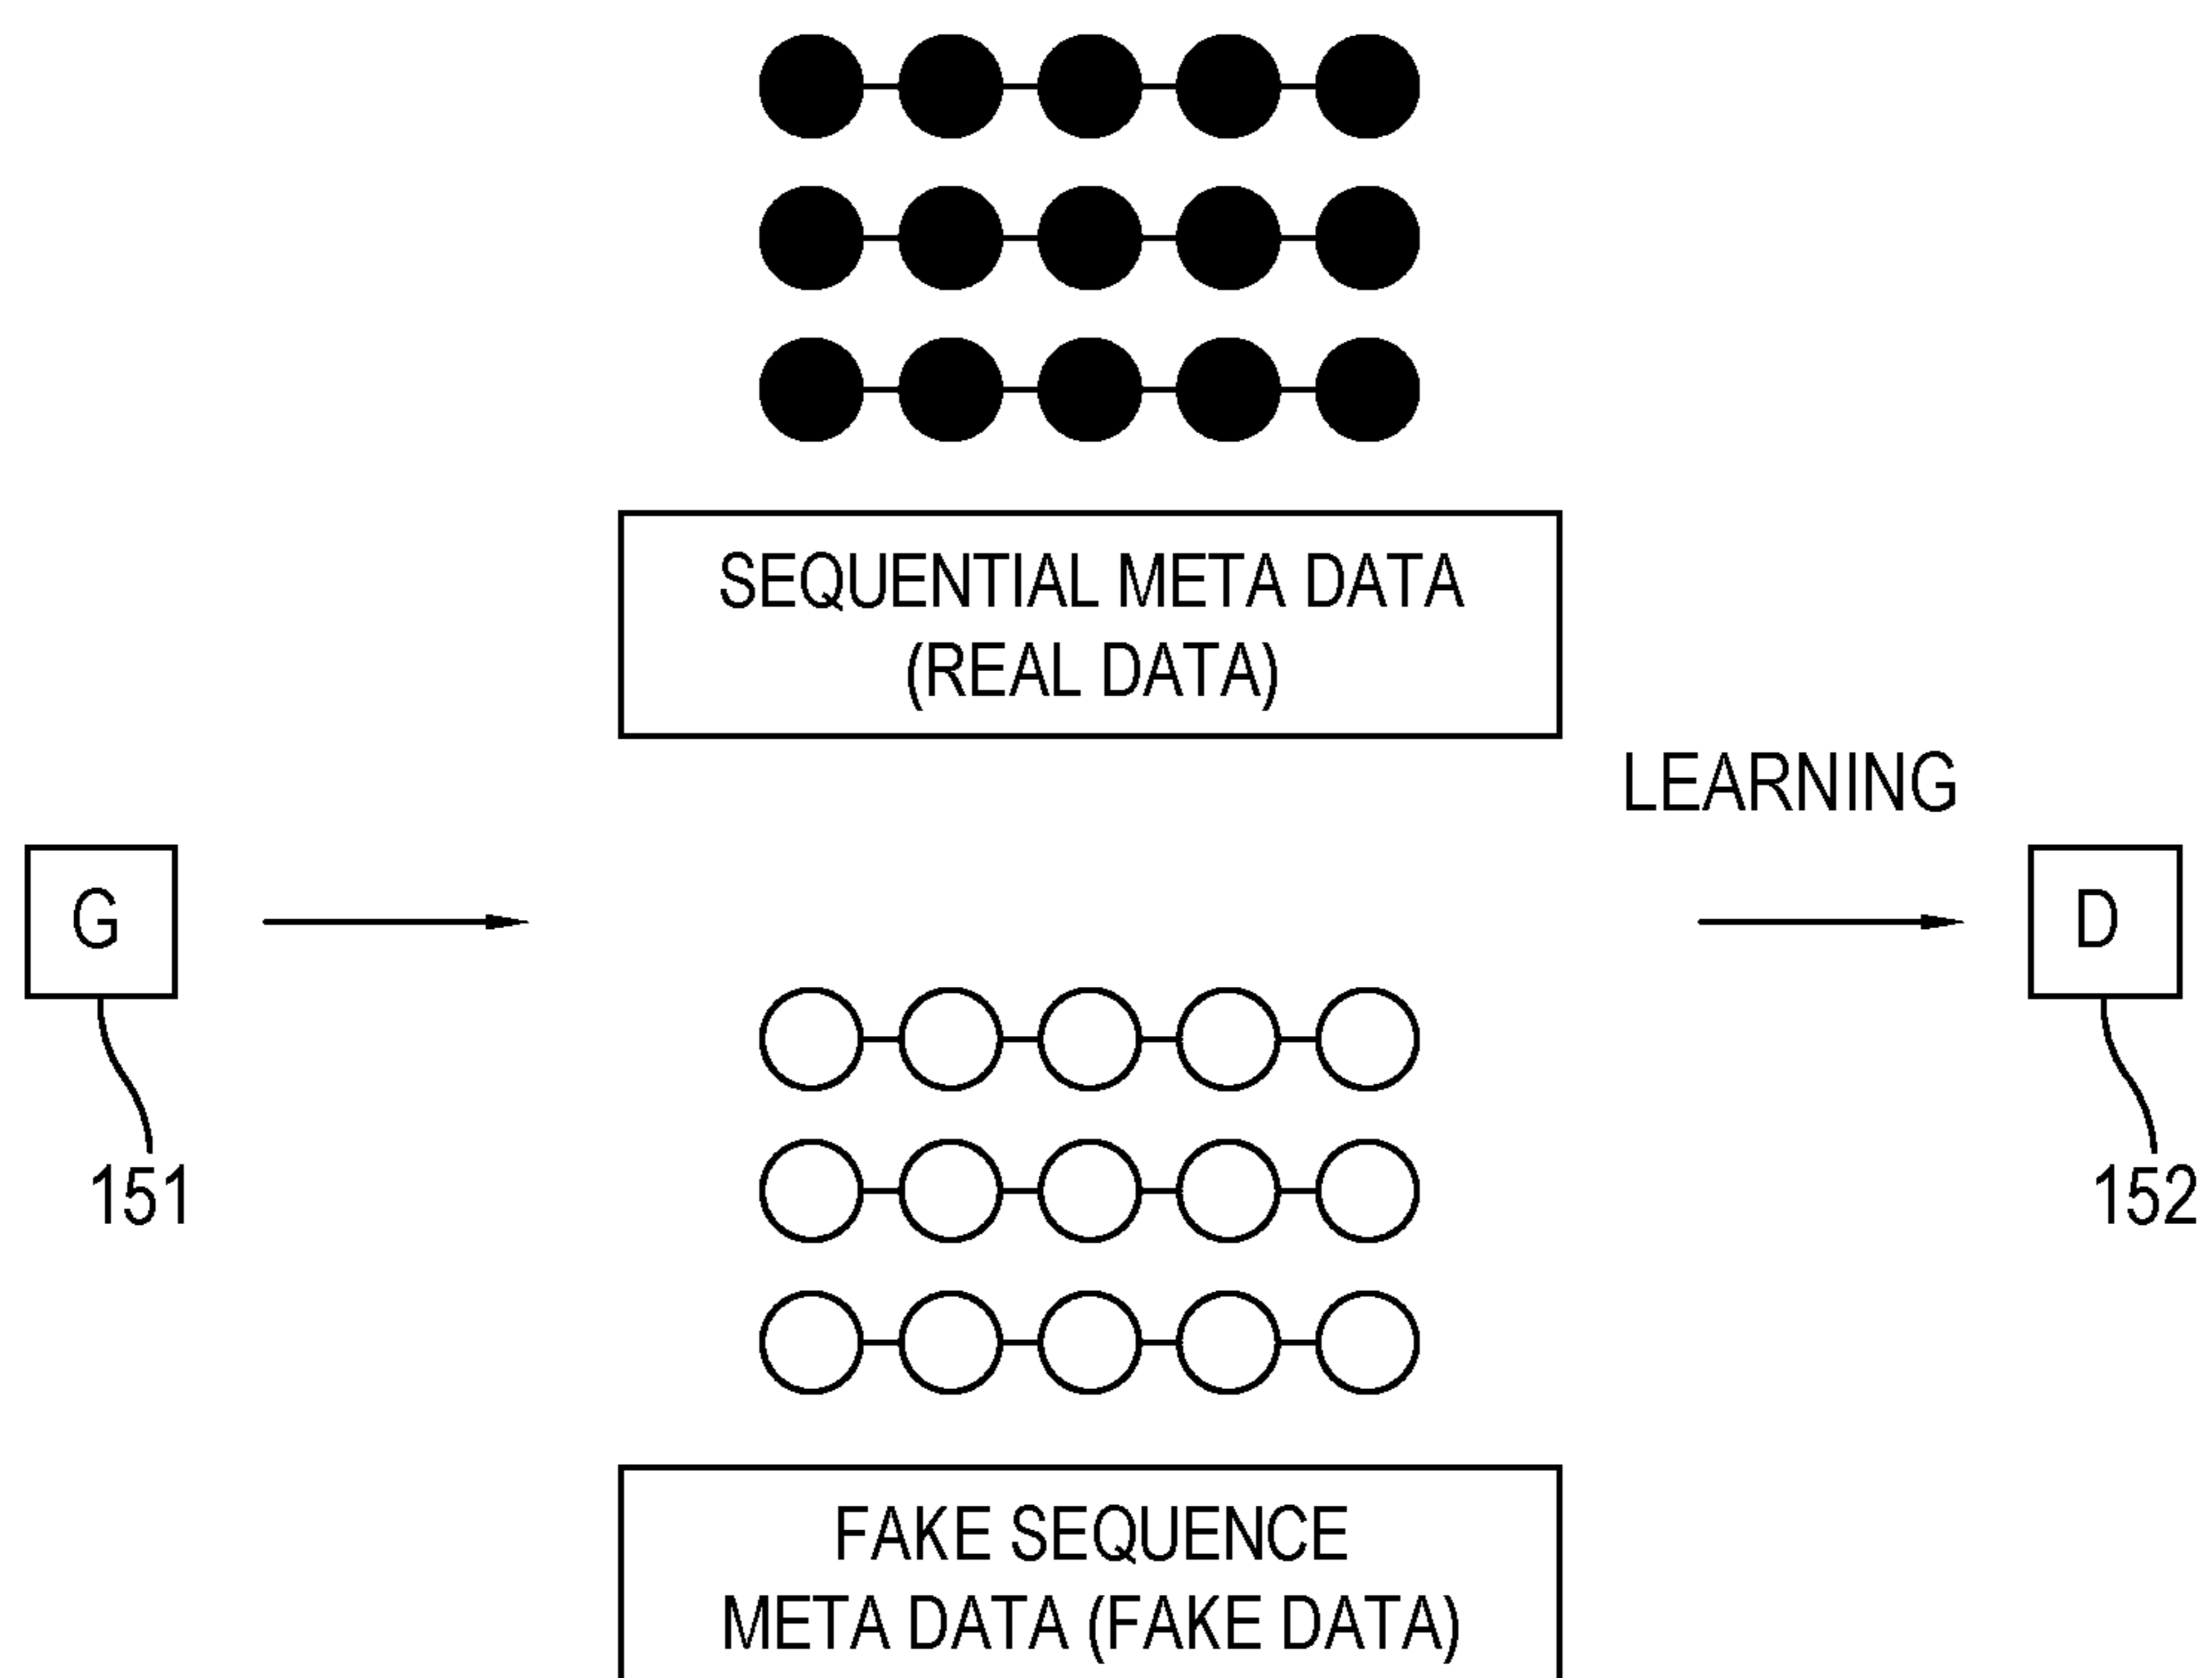 SEQUENTIAL META DATA
(REAL DATA)
LEARNING
G
D
151
152
FAKE SEQUENCE
META DATA (FAKE DATA)